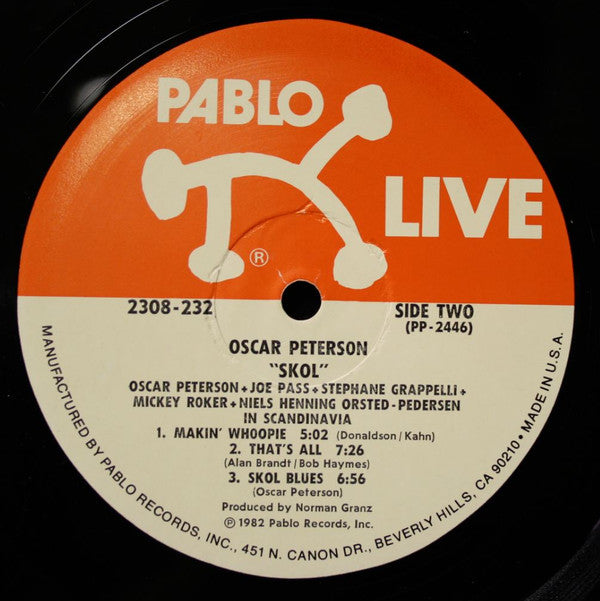 PABLO
LIVE
®
2308-232
SIDE TWO
(PP-2446)
OSCAR PETERSON
"SKOL"
OSCAR PETERSON+JOE PASS+STEPHANE GRAPPELLI+
MICKEY ROKER+NIELS HENNING ORSTED-PEDERSEN
IN SCANDINAVIA
1. MAKIN' WHOOPIE 5:02 (Donaldson/Kahn)
2. THAT'S ALL 7:26
(Alan Brandt/Bob Haymes)
3. SKOL BLUES 6:56
(Oscar Peterson)
Produced by Norman Granz
℗ 1982 Pablo Records, Inc.
MANUFACTURED BY PABLO RECORDS, INC., 451 N. CANON DR., BEVERLY HILLS, CA 90210 • MADE IN U.S.A.